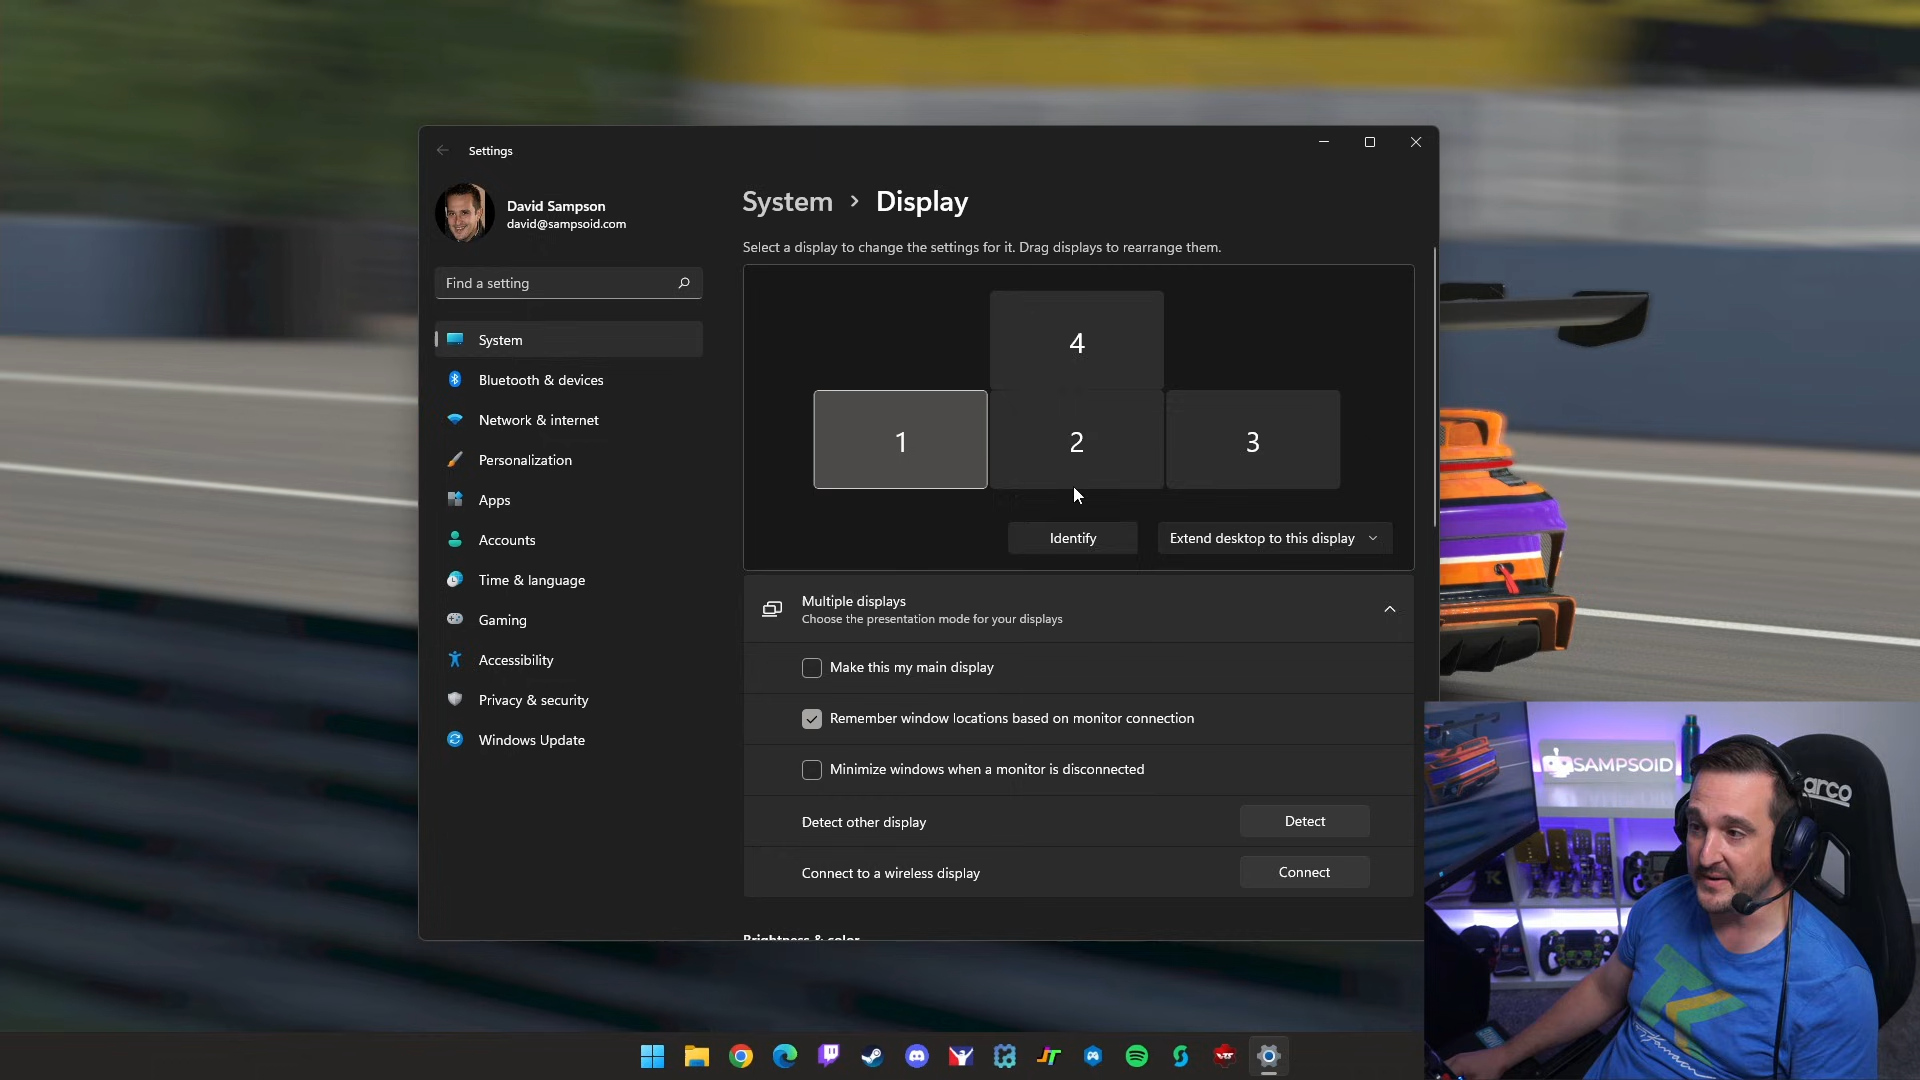 Settings
David Sampson
david@sampsoid.com
Find a setting
System
Bluetooth & devices
Network & internet
Personalization
Apps
Accounts
Time & language
Gaming
Accessibility
Privacy & security
Windows Update
System > Display
Select a display to change the settings for it. Drag displays to rearrange them.
4
1 2 3
Identify
Extend desktop to this display
Multiple displays
Choose the presentation mode for your displays
Make this my main display
Remember window locations based on monitor connection
Minimize windows when a monitor is disconnected
Detect other display
Detect
Connect to a wireless display
Connect
SAMPSOID
arco